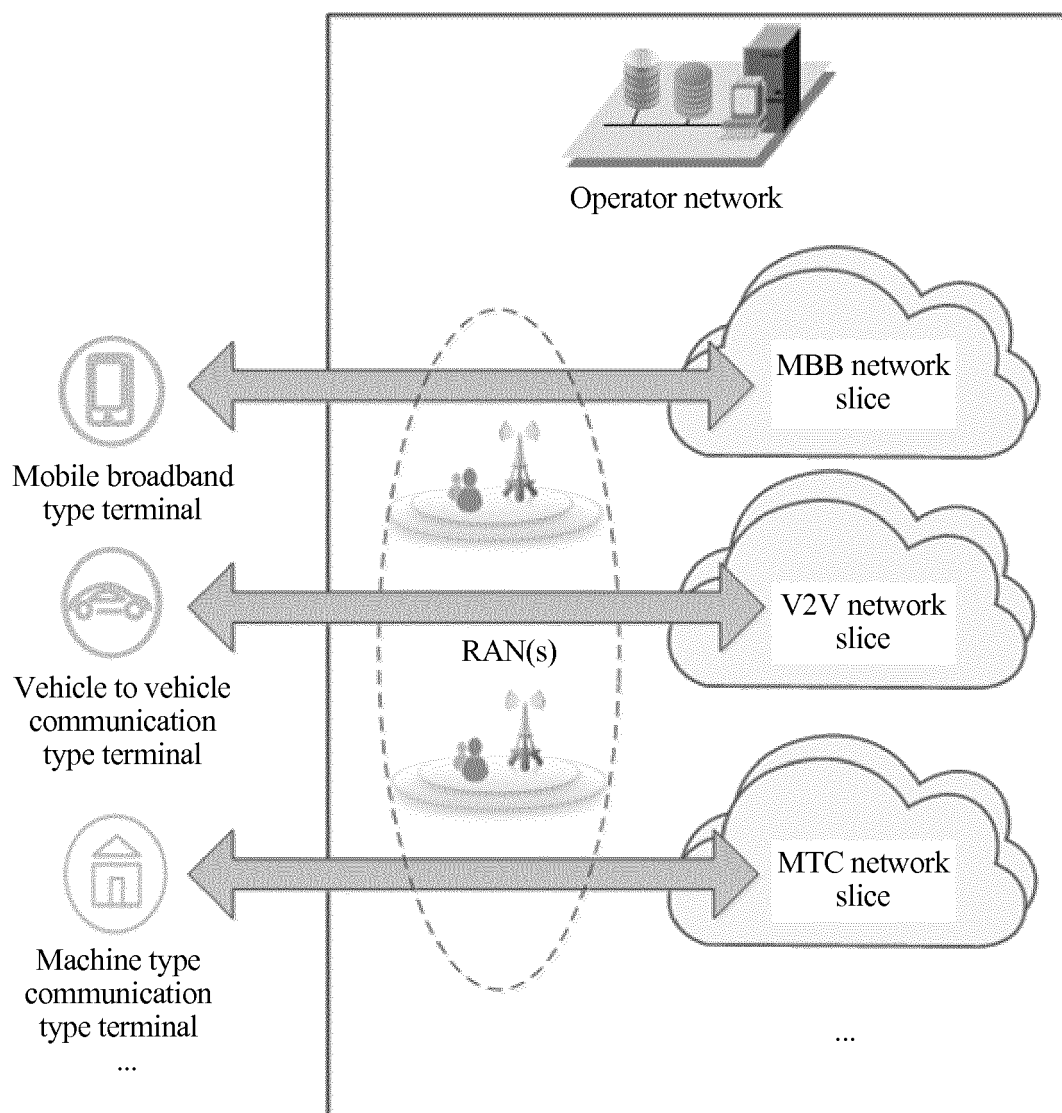 Operator network
MBB network
slice
Mobile broadband
type terminal
V2V network
slice
RAN(s)
Vehicle to vehicle
communication
type terminal
MTC network
slice
Machine type
communication
type terminal
...
...